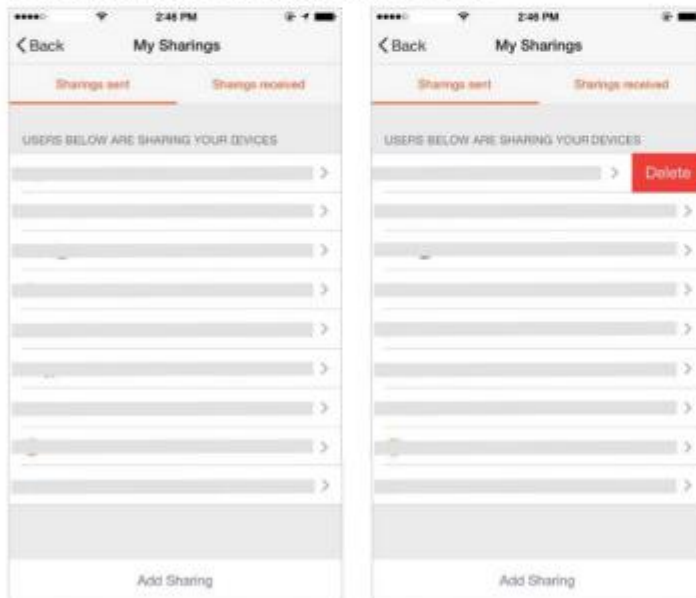 2:46 PM
Back My Sharings
Sharings sent Sharings received
USERS BELOW ARE SHARING YOUR DEVICES
Add Sharing
2:46 PM
Back My Sharings
Sharings sent Sharings received
USERS BELOW ARE SHARING YOUR DEVICES
Delete
Add Sharing